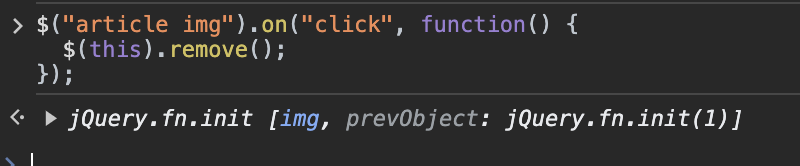 > $("article img").on("click", function() {
$(this).remove();
});
<· ▶ jQuery.fn.init [img, prevObject: jQuery.fn.init(1)]
>